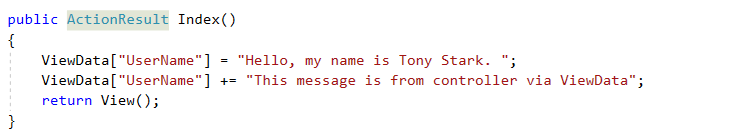 public ActionResult Index()
{
ViewData["UserName"] = "Hello, my name is Tony Stark. ";
ViewData["UserName"] += "This message is from controller via ViewData";
return View();
}